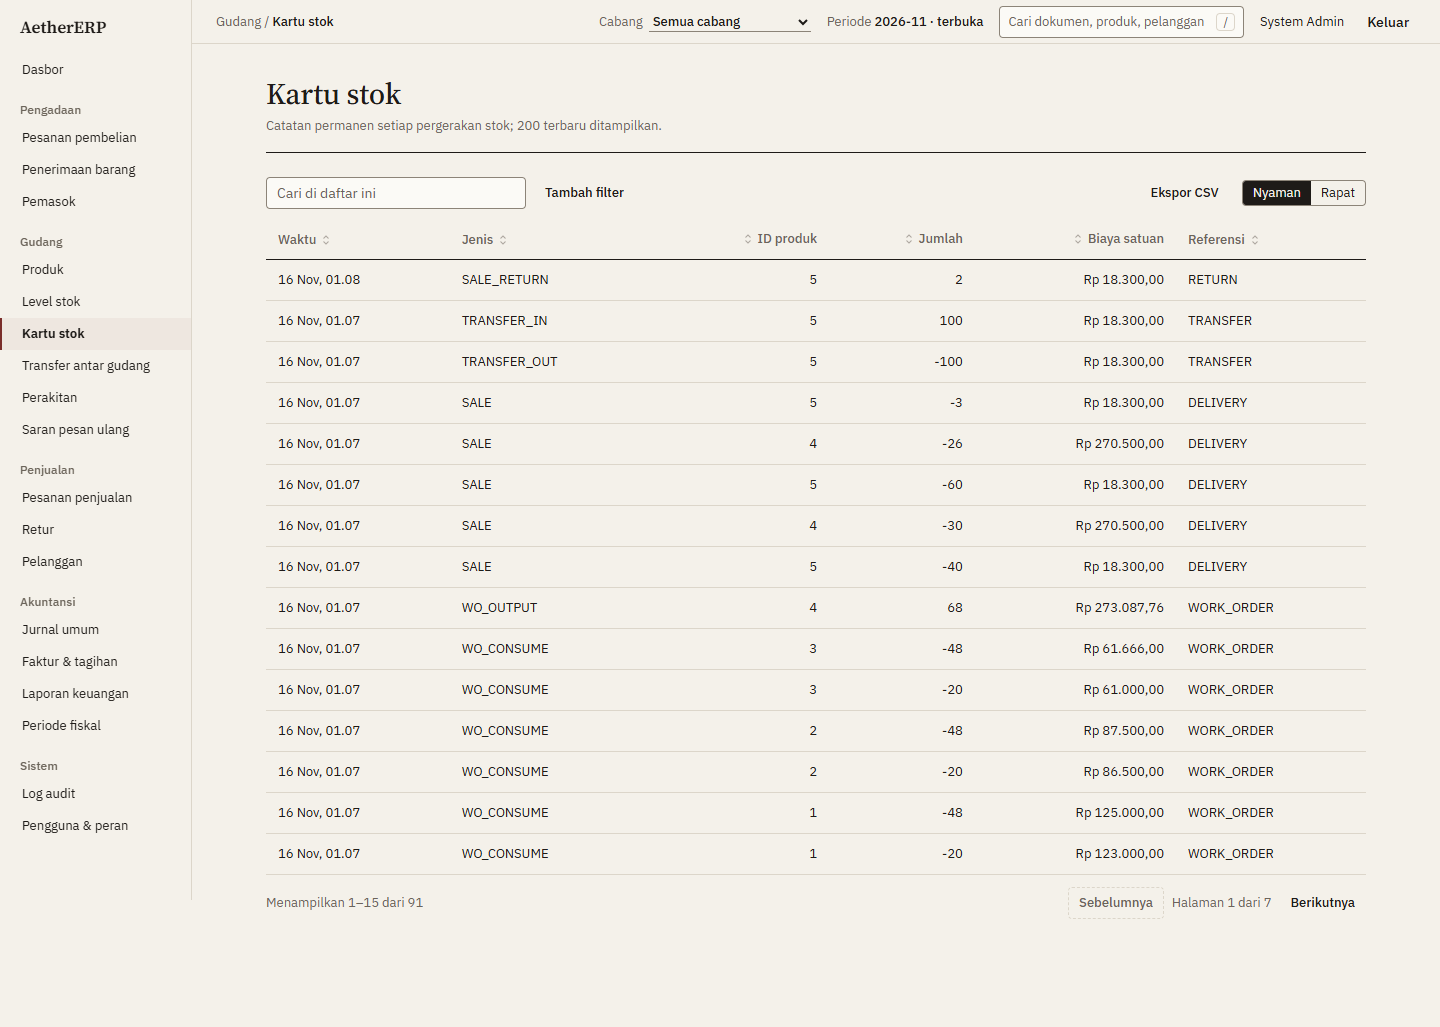 AetherERP
Dasbor
Pengadaan
Pesanan pembelian
Penerimaan barang
Pemasok
Gudang
Produk
Level stok
Kartu stok
Transfer antar gudang
Perakitan
Saran pesan ulang
Penjualan
Pesanan penjualan
Retur
Pelanggan
Akuntansi
Jurnal umum
Faktur & tagihan
Laporan keuangan
Periode fiskal
Sistem
Log audit
Pengguna & peran
Gudang / Kartu stok Cabang Semua cabang Periode 2026-11 · terbuka Cari dokumen, produk, pelanggan / System Admin Keluar
Kartu stok
Catatan permanen setiap pergerakan stok; 200 terbaru ditampilkan.
Cari di daftar ini Tambah filter Ekspor CSV Nyaman Rapat
Waktu Jenis ID produk Jumlah Biaya satuan Referensi
16 Nov, 01.08 SALE_RETURN 5 2 Rp 18.300,00 RETURN
16 Nov, 01.07 TRANSFER_IN 5 100 Rp 18.300,00 TRANSFER
16 Nov, 01.07 TRANSFER_OUT 5 -100 Rp 18.300,00 TRANSFER
16 Nov, 01.07 SALE 5 -3 Rp 18.300,00 DELIVERY
16 Nov, 01.07 SALE 4 -26 Rp 270.500,00 DELIVERY
16 Nov, 01.07 SALE 5 -60 Rp 18.300,00 DELIVERY
16 Nov, 01.07 SALE 4 -30 Rp 270.500,00 DELIVERY
16 Nov, 01.07 SALE 5 -40 Rp 18.300,00 DELIVERY
16 Nov, 01.07 WO_OUTPUT 4 68 Rp 273.087,76 WORK_ORDER
16 Nov, 01.07 WO_CONSUME 3 -48 Rp 61.666,00 WORK_ORDER
16 Nov, 01.07 WO_CONSUME 3 -20 Rp 61.000,00 WORK_ORDER
16 Nov, 01.07 WO_CONSUME 2 -48 Rp 87.500,00 WORK_ORDER
16 Nov, 01.07 WO_CONSUME 2 -20 Rp 86.500,00 WORK_ORDER
16 Nov, 01.07 WO_CONSUME 1 -48 Rp 125.000,00 WORK_ORDER
16 Nov, 01.07 WO_CONSUME 1 -20 Rp 123.000,00 WORK_ORDER
Menampilkan 1–15 dari 91 Sebelumnya Halaman 1 dari 7 Berikutnya